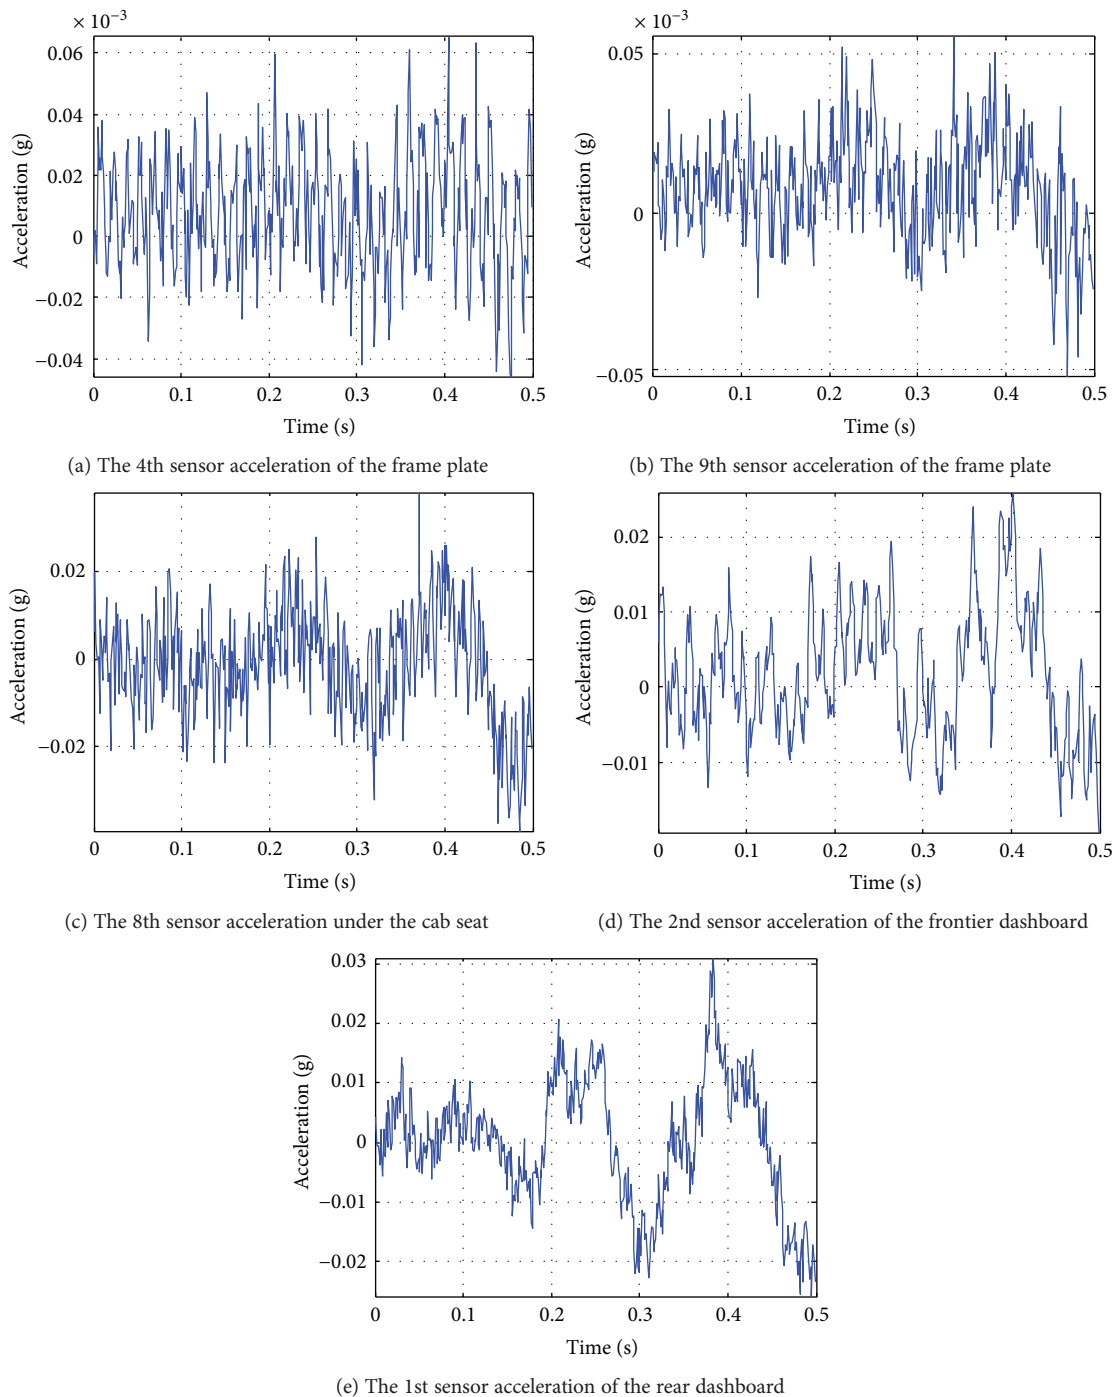 × 10⁻³
0.06
0.04
0.02
0
−0.02
−0.04
Acceleration (g)
0 0.1 0.2 0.3 0.4 0.5
Time (s)
(a) The 4th sensor acceleration of the frame plate
× 10⁻³
0.05
0
−0.05
Acceleration (g)
0 0.1 0.2 0.3 0.4 0.5
Time (s)
(b) The 9th sensor acceleration of the frame plate
0.02
0
−0.02
Acceleration (g)
0 0.1 0.2 0.3 0.4 0.5
Time (s)
(c) The 8th sensor acceleration under the cab seat
0.02
0.01
0
−0.01
Acceleration (g)
0 0.1 0.2 0.3 0.4 0.5
Time (s)
(d) The 2nd sensor acceleration of the frontier dashboard
0.03
0.02
0.01
0
−0.01
−0.02
Acceleration (g)
0 0.1 0.2 0.3 0.4 0.5
Time (s)
(e) The 1st sensor acceleration of the rear dashboard